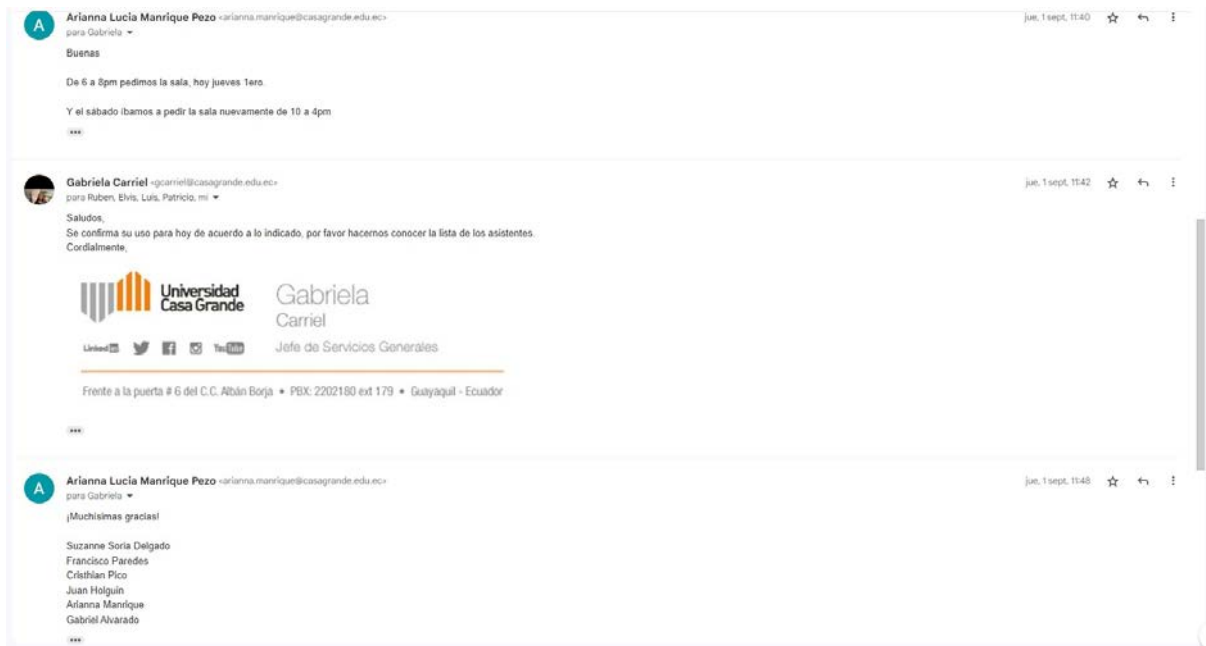 A
Arianna Lucia Manrique Pezo <arianna.manrique@casagrande.edu.ec>
jue, 1 sept, 11:40
para Gabriela
Buenas
De 6 a 8pm pedimos la sala, hoy jueves 1ero.
Y el sábado íbamos a pedir la sala nuevamente de 10 a 4pm
Gabriela Carriel <gcarriel@casagrande.edu.ec>
jue, 1 sept, 11:42
para Ruben, Elvis, Luis, Patricio, mi
Saludos,
Se confirma su uso para hoy de acuerdo a lo indicado, por favor hacernos conocer la lista de los asistentes.
Cordialmente,
Universidad
Casa Grande
Gabriela
Carriel
LinkedIn YouTube
Jefe de Servicios Generales
Frente a la puerta # 6 del C.C. Albán Borja • PBX: 2202180 ext 179 • Guayaquil - Ecuador
A
Arianna Lucia Manrique Pezo <arianna.manrique@casagrande.edu.ec>
jue, 1 sept, 11:48
para Gabriela
¡Muchísimas gracias!
Suzanne Soria Delgado
Francisco Paredes
Cristhian Pico
Juan Holguin
Arianna Manrique
Gabriel Alvarado